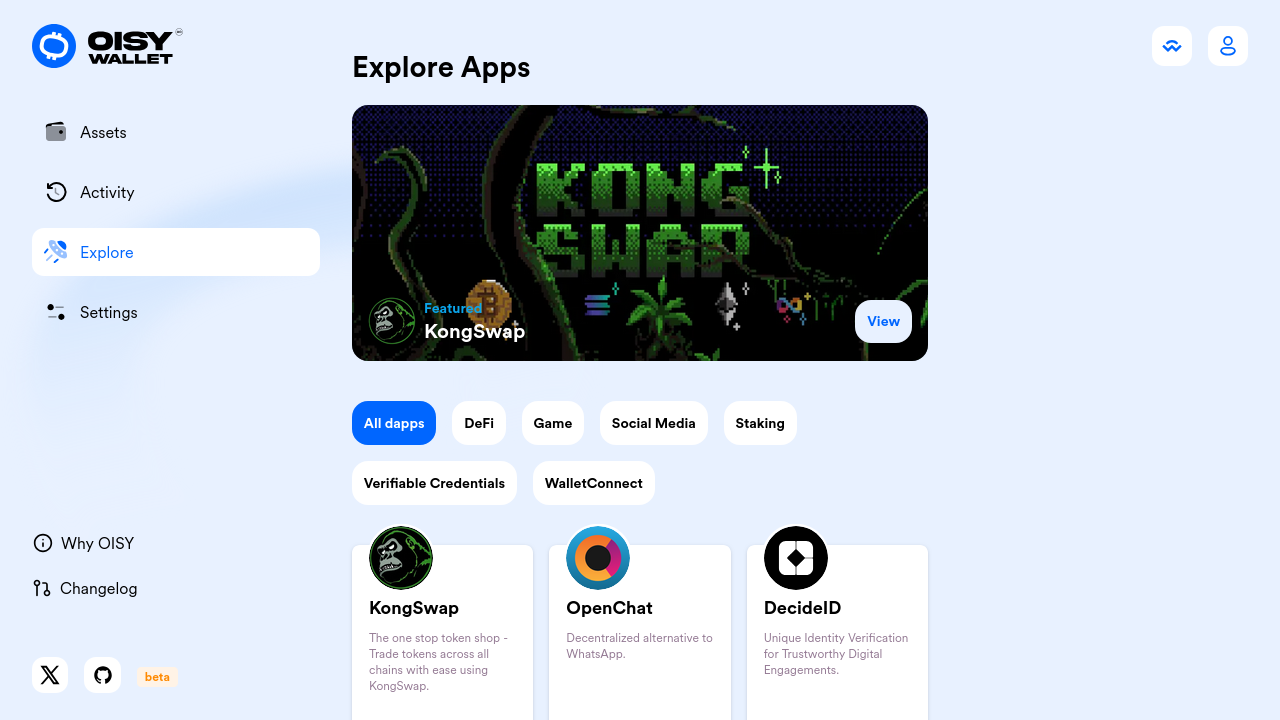 OISY
WALLET
Assets
Activity
Explore
Settings
Why OISY
Changelog
beta
Explore Apps
KONG
SWAP
Featured
KongSwap
View
All dapps
DeFi
Game
Social Media
Staking
Verifiable Credentials
WalletConnect
KongSwap
The one stop token shop -
Trade tokens across all
chains with ease using
KongSwap.
OpenChat
Decentralized alternative to
WhatsApp.
DecideID
Unique Identity Verification
for Trustworthy Digital
Engagements.